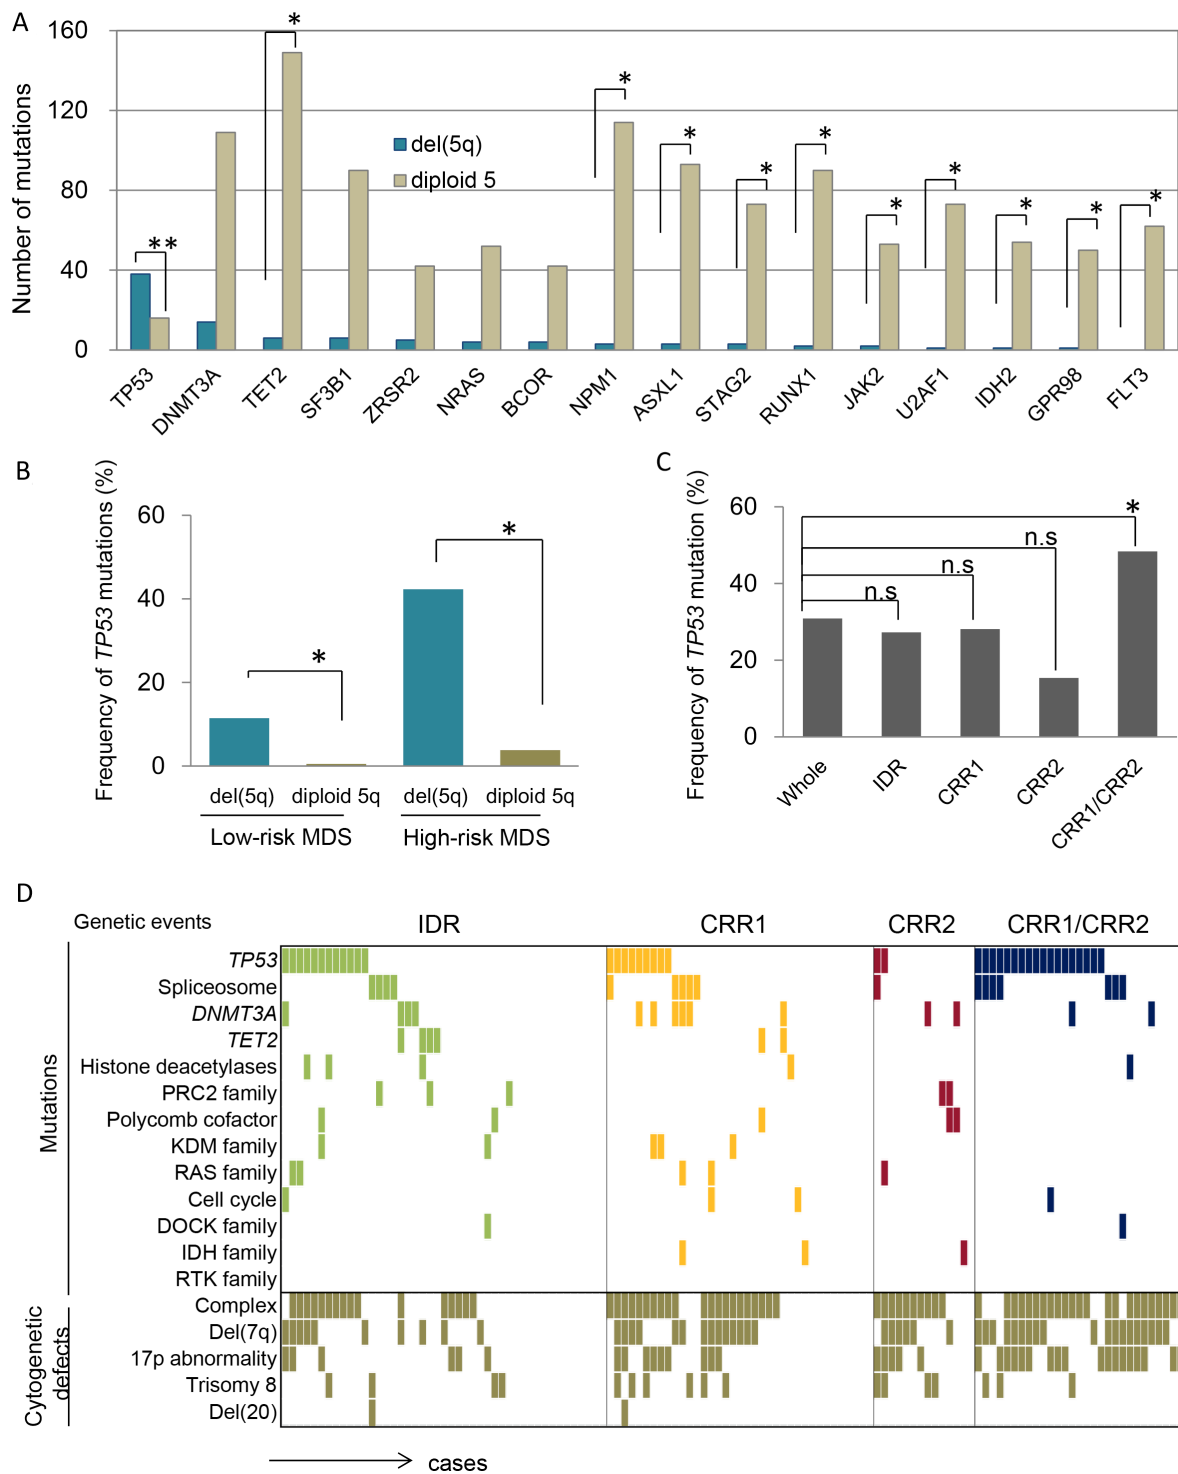 A
Number of mutations
160
120
80
40
0
del(5q)
diploid 5
**
*
*
*
*
*
*
*
*
*
*
TP53
DNMT3A
TET2
SF3B1
ZRSR2
NRAS
BCOR
NPM1
ASXL1
STAG2
RUNX1
JAK2
U2AF1
IDH2
GPR98
FLT3
B
Frequency of TP53 mutations (%)
60
40
20
0
*
*
del(5q)
diploid 5q
del(5q)
diploid 5q
Low-risk MDS
High-risk MDS
C
Frequency of TP53 mutation (%)
60
40
20
0
n.s
n.s
n.s
*
Whole
IDR
CRR1
CRR2
CRR1/CRR2
D
Genetic events
IDR
CRR1
CRR2
CRR1/CRR2
Mutations
TP53
Spliceosome
DNMT3A
TET2
Histone deacetylases
PRC2 family
Polycomb cofactor
KDM family
RAS family
Cell cycle
DOCK family
IDH family
RTK family
Cytogenetic
defects
Complex
Del(7q)
17p abnormality
Trisomy 8
Del(20)
cases